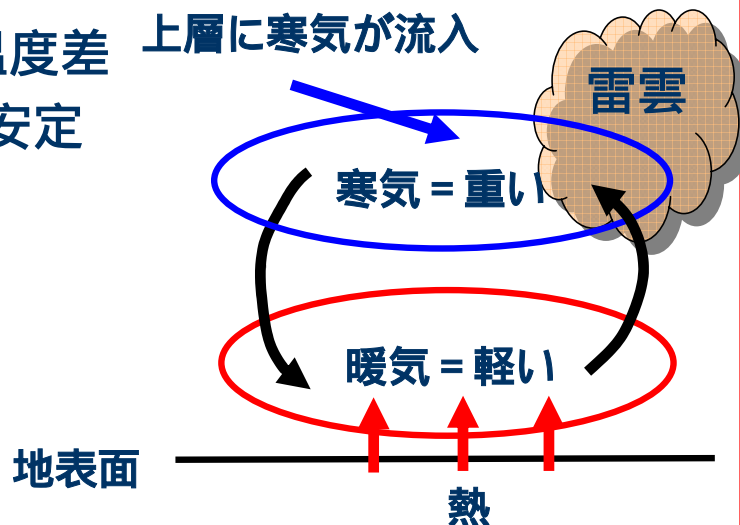 温度差
安定
上層に寒気が流入
雷雲
寒気＝重い
暖気＝軽い
地表面
熱